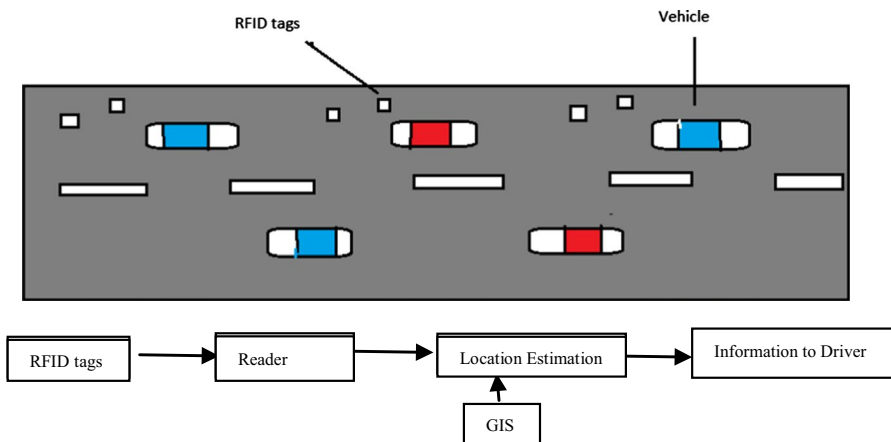 RFID tags
Vehicle
RFID tags
Reader
Location Estimation
Information to Driver
GIS